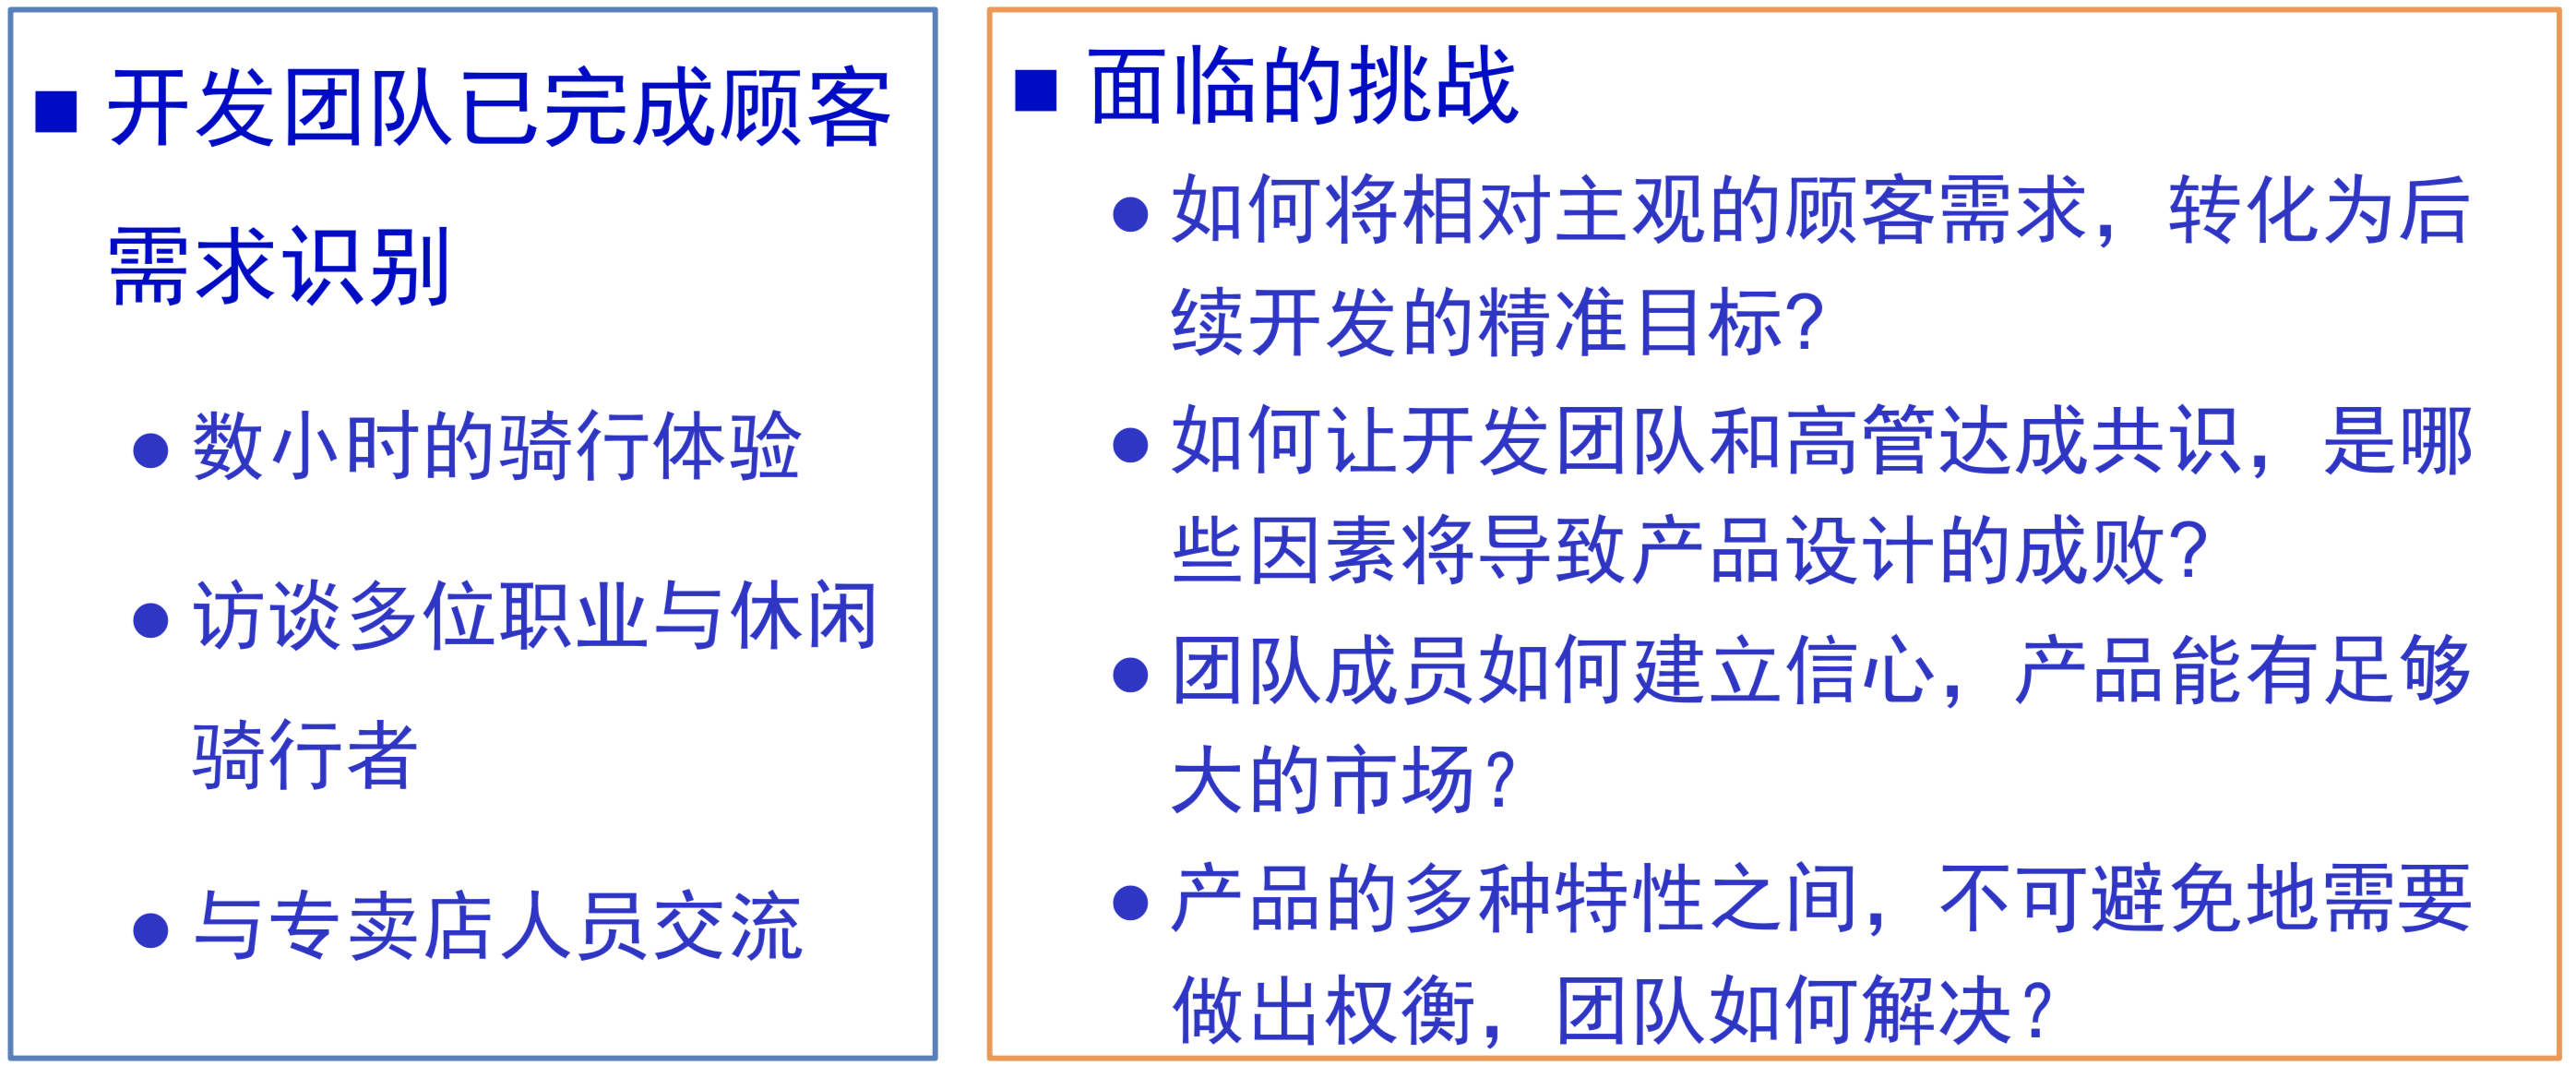 ■ 开发团队已完成顾客
需求识别
● 数小时的骑行体验
● 访谈多位职业与休闲
骑行者
● 与专卖店人员交流
■ 面临的挑战
● 如何将相对主观的顾客需求，转化为后
续开发的精准目标?
● 如何让开发团队和高管达成共识，是哪
些因素将导致产品设计的成败?
● 团队成员如何建立信心，产品能有足够
大的市场?
● 产品的多种特性之间，不可避免地需要
做出权衡，团队如何解决?